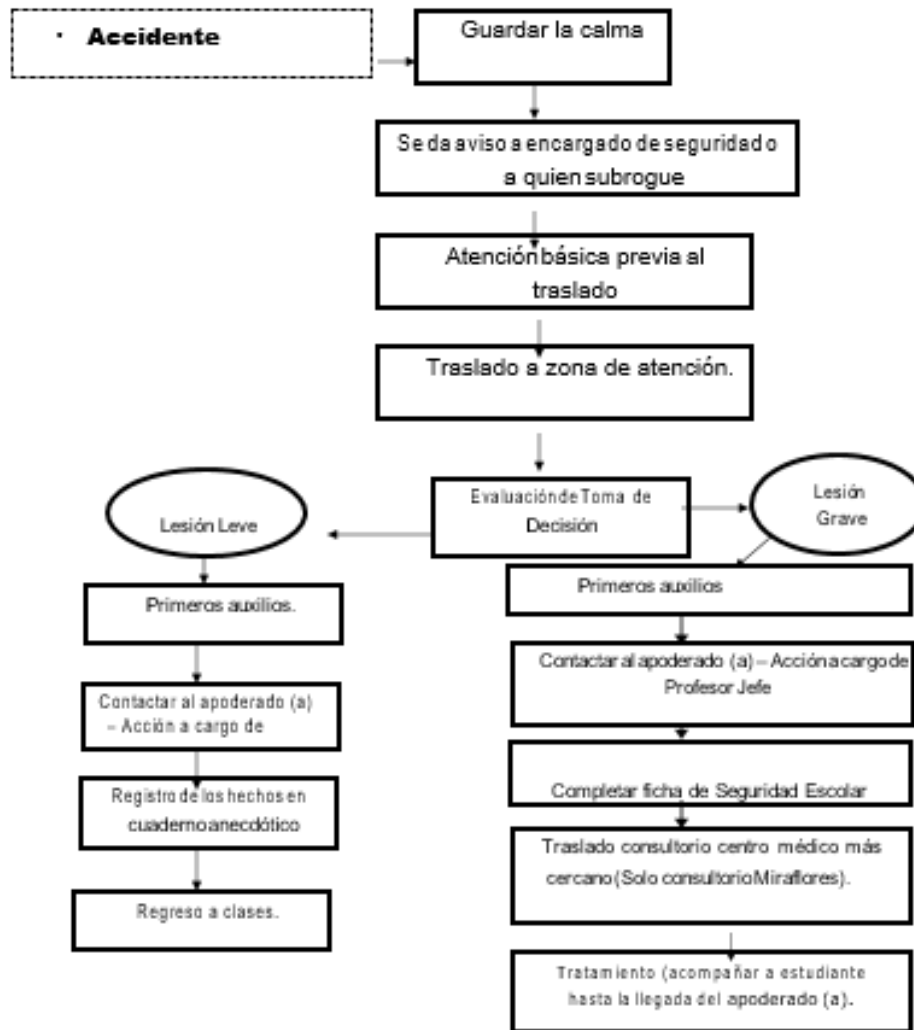 · Accidente
Guardar la calma
Se da aviso a encargado de seguridad o
a quien subrogue
Atención básica previa al
traslado
Traslado a zona de atención.
Evaluación de Toma de
Decisión
Lesión Leve
Primeros auxilios.
Contactar al apoderado (a)
– Acción a cargo de
Registro de los hechos en
cuaderno anecdótico
Regreso a clases.
Lesión
Grave
Primeros auxilios
Contactar al apoderado (a) – Acción a cargo de
Profesor Jefe
Completar ficha de Seguridad Escolar
Traslado consultorio centro médico más
cercano (Solo consultorio Miraflores).
Tratamiento (acompañar a estudiante
hasta la llegada del apoderado (a).